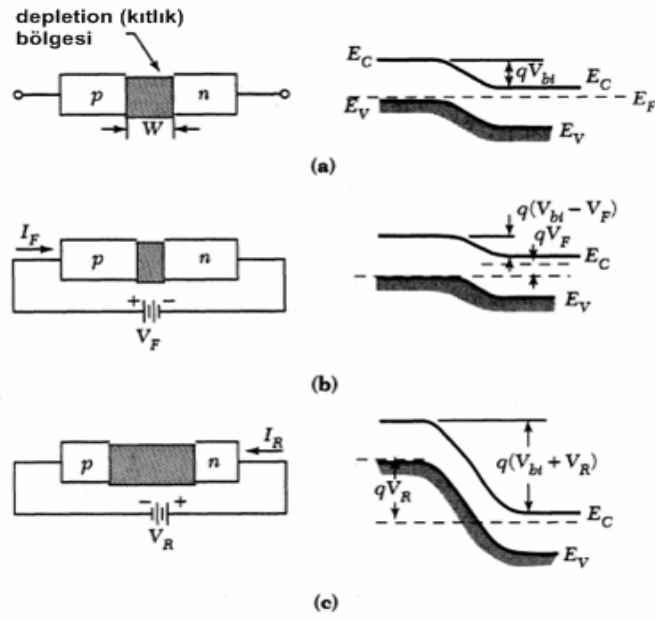 depletion (kıtlık)
bölgesi
p n
W
E_C qV_bi E_C
E_F
E_V
E_V
(a)
I_F
p n
+ -
V_F
q(V_bi – V_F)
qV_F
E_C
E_V
(b)
I_R
p n
- +
V_R
q(V_bi + V_R)
qV_R
E_C
E_V
(c)